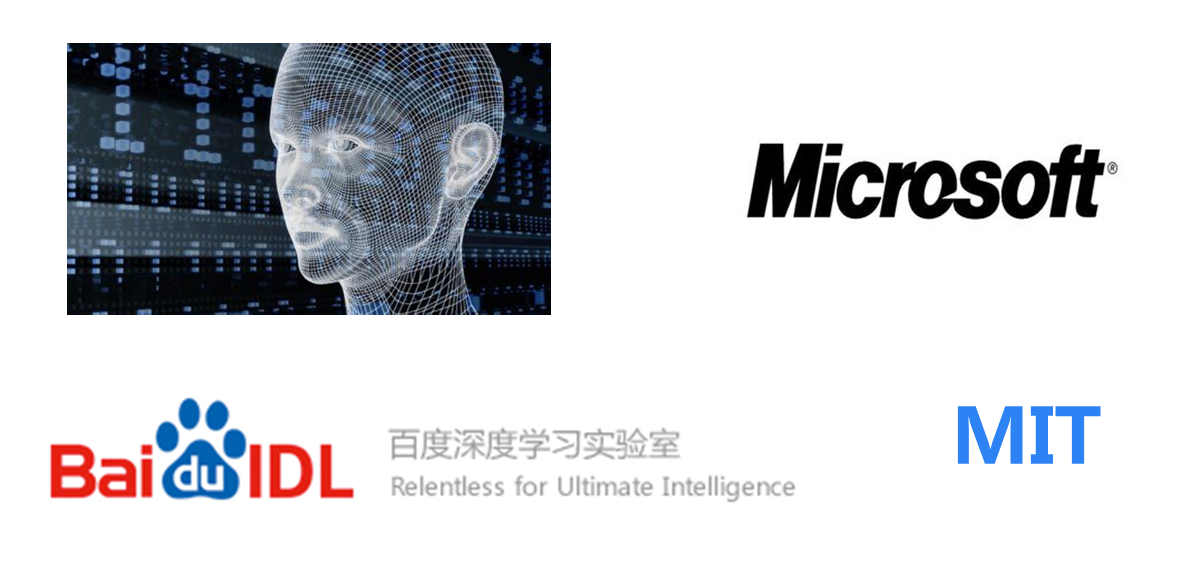 Microsoft®
Bai du IDL
百度深度学习实验室
Relentless for Ultimate Intelligence
MIT